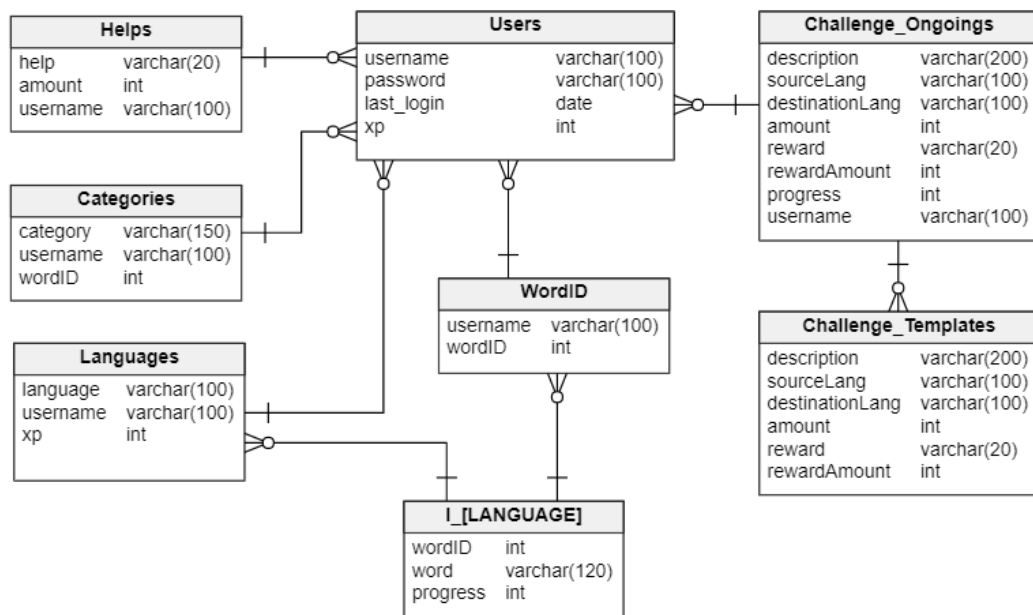 Helps
help varchar(20)
amount int
username varchar(100)
Users
username varchar(100)
password varchar(100)
last_login date
xp int
Challenge_Ongoings
description varchar(200)
sourceLang varchar(100)
destinationLang varchar(100)
amount int
reward varchar(20)
rewardAmount int
progress int
username varchar(100)
Categories
category varchar(150)
username varchar(100)
wordID int
WordID
username varchar(100)
wordID int
Challenge_Templates
description varchar(200)
sourceLang varchar(100)
destinationLang varchar(100)
amount int
reward varchar(20)
rewardAmount int
Languages
language varchar(100)
username varchar(100)
xp int
l_[LANGUAGE]
wordID int
word varchar(120)
progress int